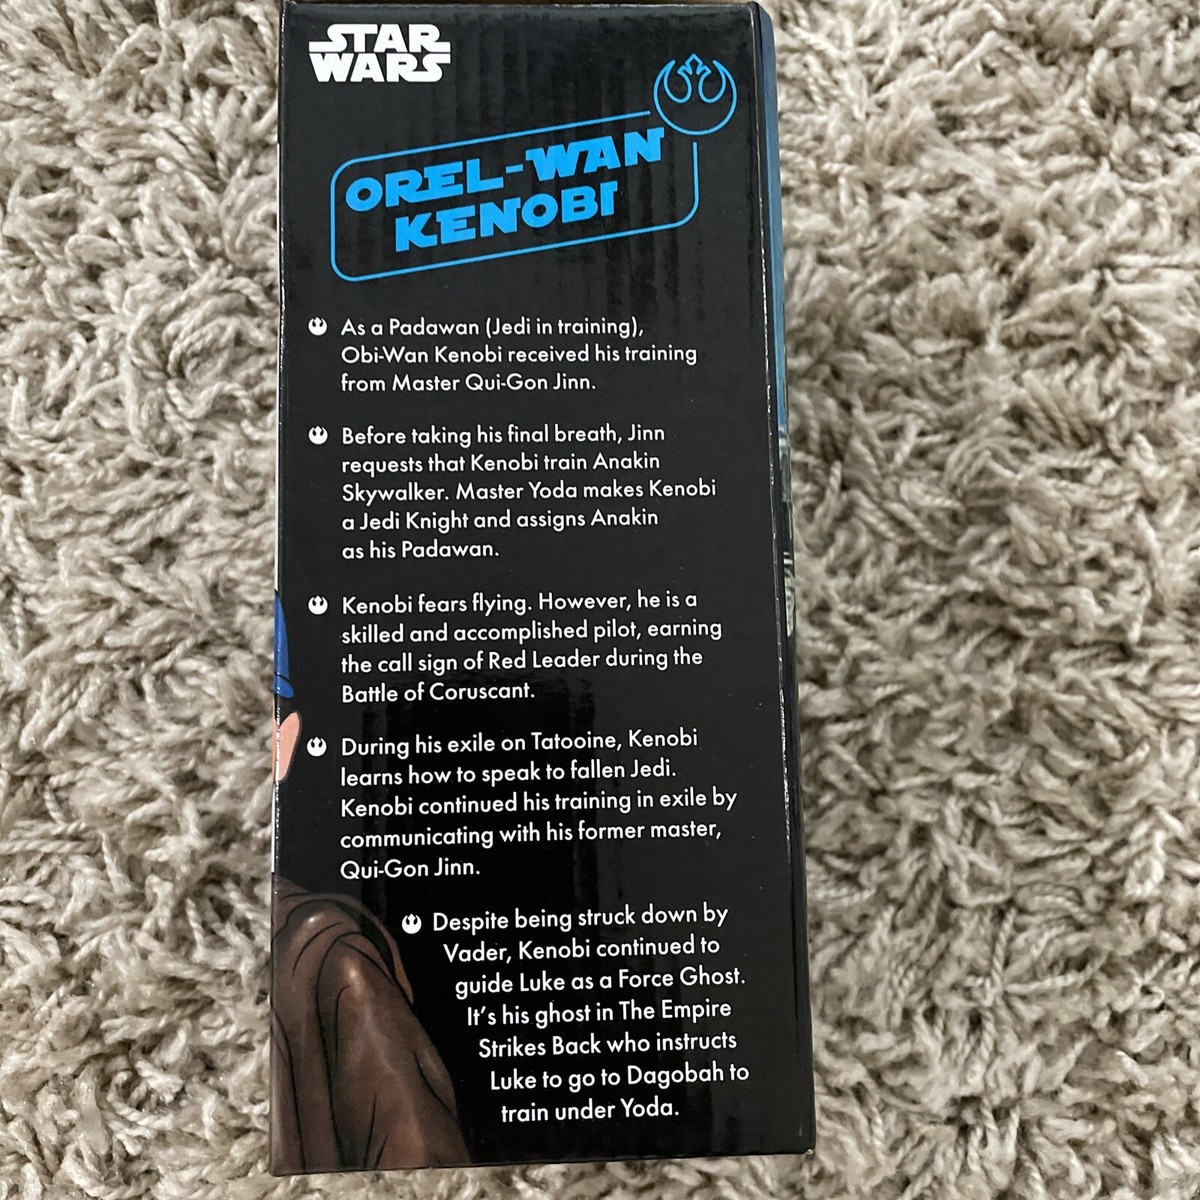 STAR
WARS
OREL-WAN
KENOBI
As a Padawan (Jedi in training),
Obi-Wan Kenobi received his training
from Master Qui-Gon Jinn.
Before taking his final breath, Jinn
requests that Kenobi train Anakin
Skywalker. Master Yoda makes Kenobi
a Jedi Knight and assigns Anakin
as his Padawan.
Kenobi fears flying. However, he is a
skilled and accomplished pilot, earning
the call sign of Red Leader during the
Battle of Coruscant.
During his exile on Tatooine, Kenobi
learns how to speak to fallen Jedi.
Kenobi continued his training in exile by
communicating with his former master,
Qui-Gon Jinn.
Despite being struck down by
Vader, Kenobi continued to
guide Luke as a Force Ghost.
It's his ghost in The Empire
Strikes Back who instructs
Luke to go to Dagobah to
train under Yoda.